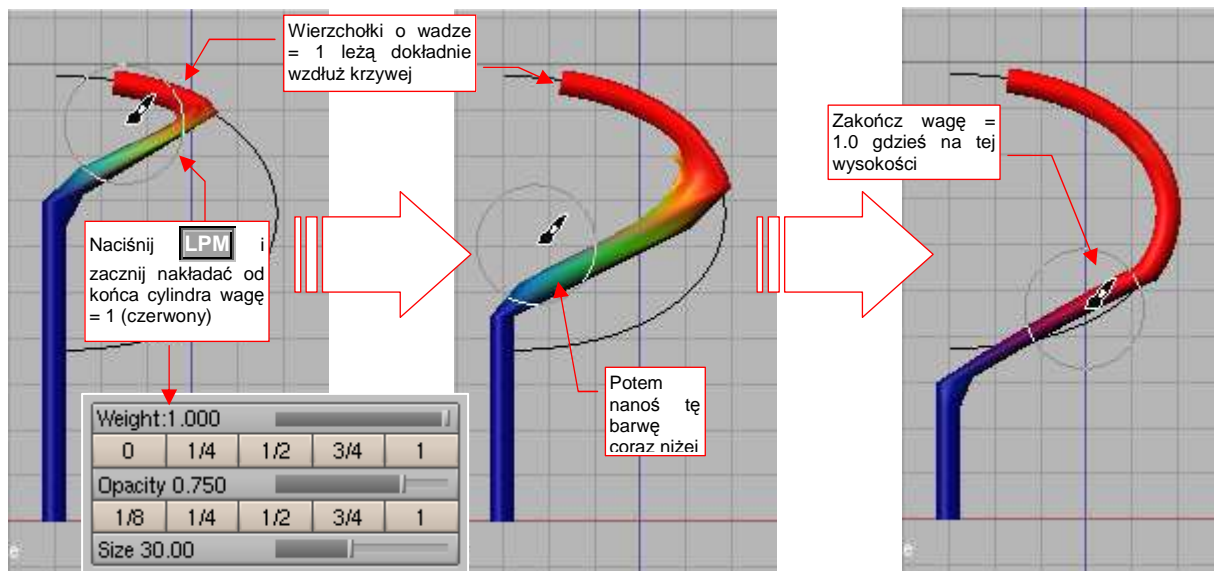 Wierzchołki o wadze
= 1 leżą dokładnie
wzdłuż krzywej
Zakończ wagę =
1.0 gdzieś na tej
wysokości
Naciśnij LPM i
zacznij nakładać od
końca cylindra wagę
= 1 (czerwony)
Potem
nanoś tę
barwę
coraz niżej
Weight:1.000
0 1/4 1/2 3/4 1
Opacity 0.750
1/8 1/4 1/2 3/4 1
Size 30.00
e
e